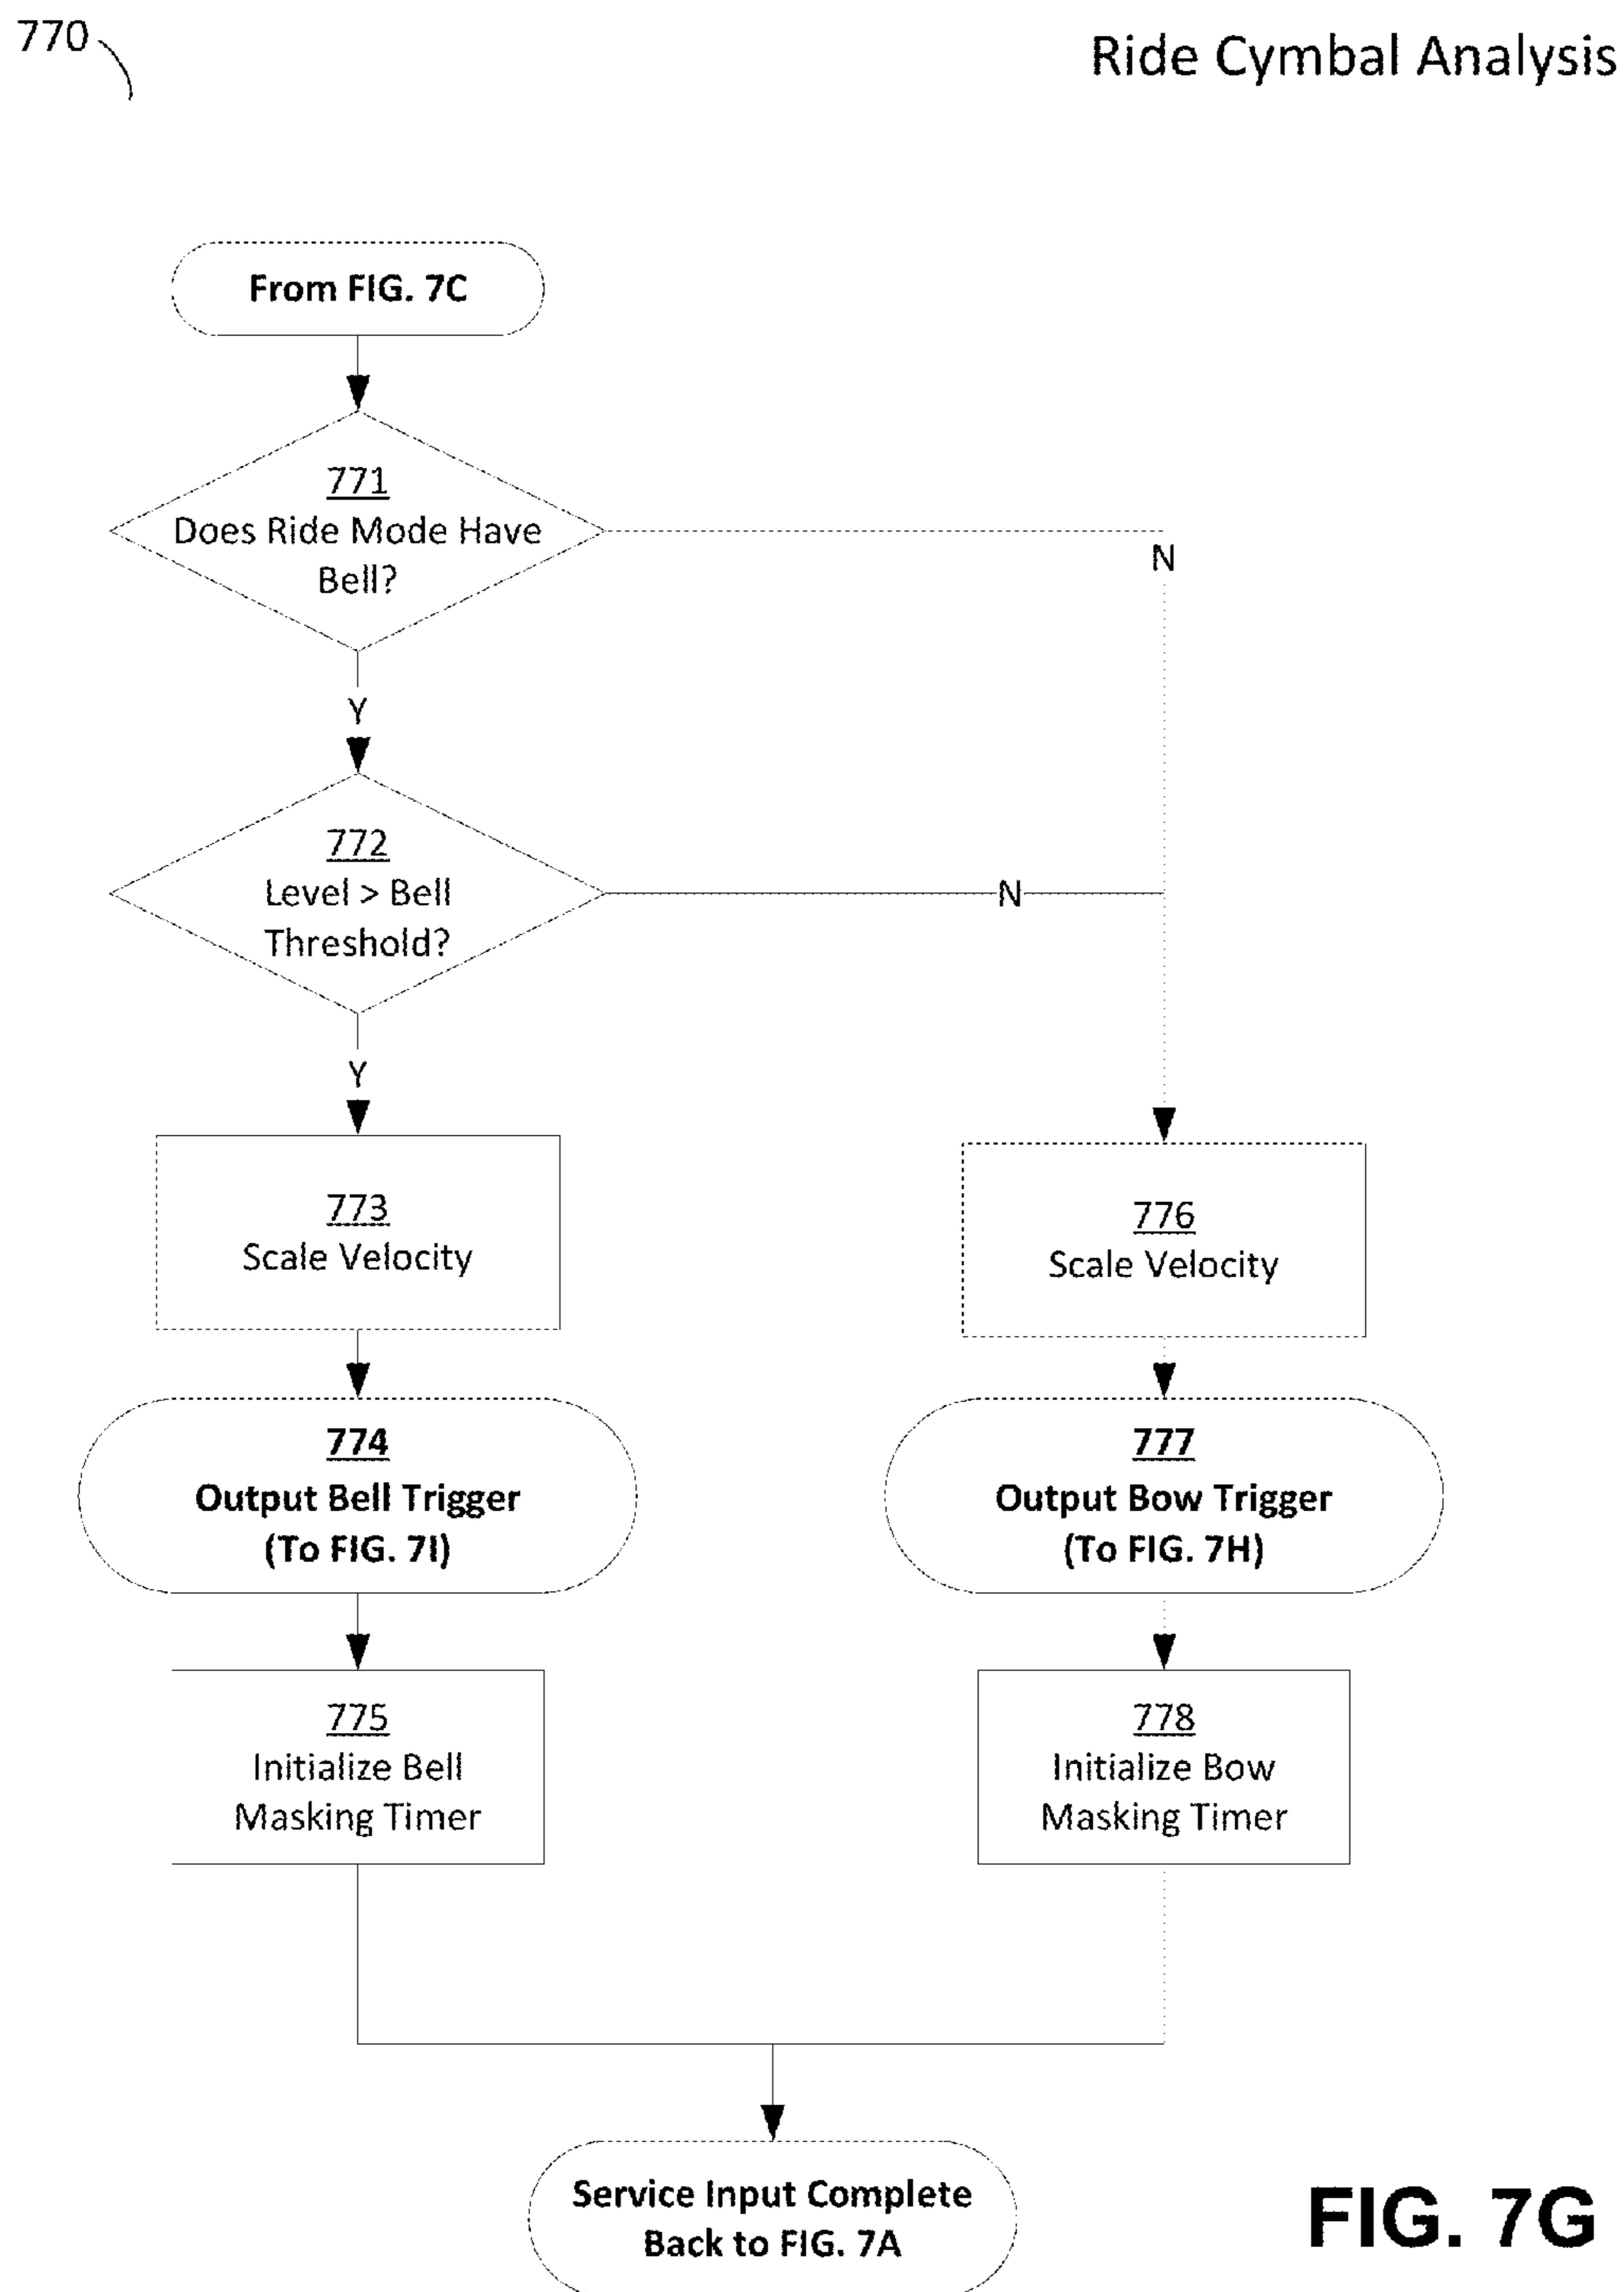 770
Ride Cymbal Analysis
From FIG. 7C
771
Does Ride Mode Have
Bell?
N
Y
772
Level > Bell
Threshold?
N
Y
773
Scale Velocity
776
Scale Velocity
774
Output Bell Trigger
(To FIG. 7I)
777
Output Bow Trigger
(To FIG. 7H)
775
Initialize Bell
Masking Timer
778
Initialize Bow
Masking Timer
Service Input Complete
Back to FIG. 7A
FIG. 7G